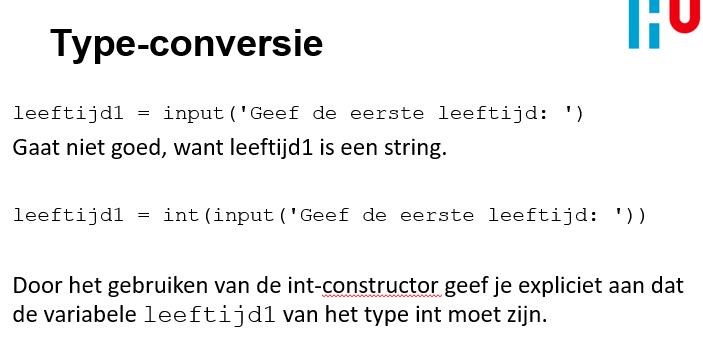 HU
Type-conversie
leeftijd1 = input('Geef de eerste leeftijd: ')
Gaat niet goed, want leeftijd1 is een string.
leeftijd1 = int(input('Geef de eerste leeftijd: '))
Door het gebruiken van de int-constructor geef je expliciet aan dat
de variabele leeftijd1 van het type int moet zijn.